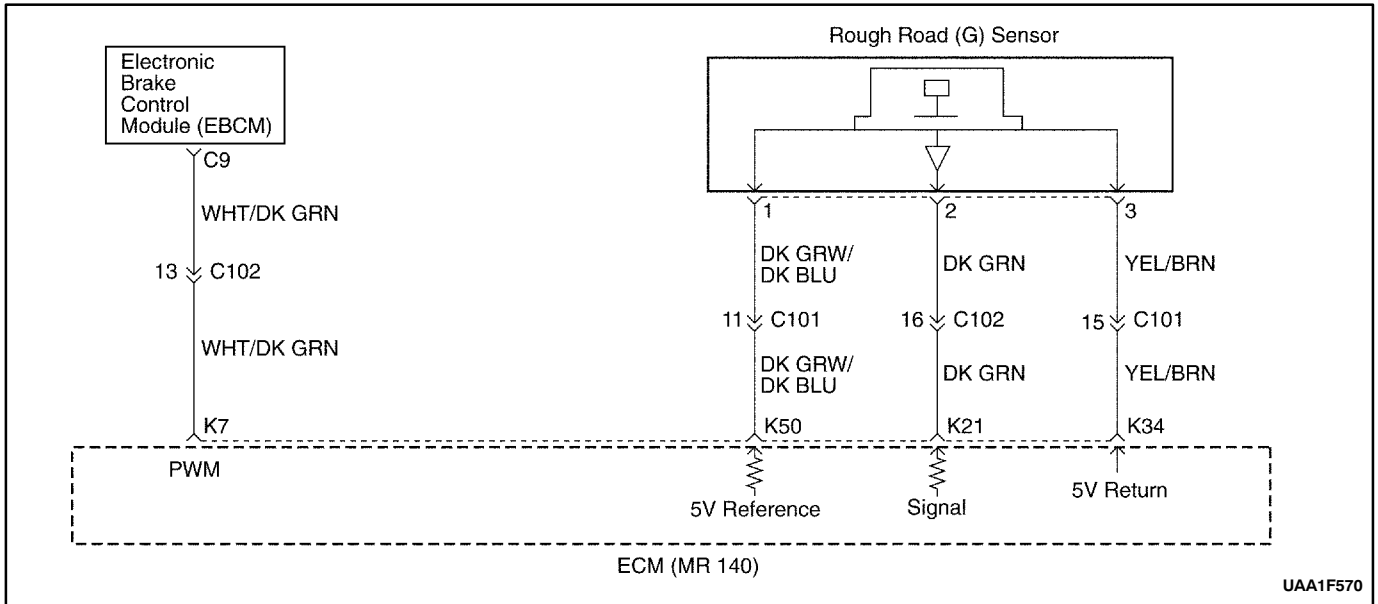 Rough Road (G) Sensor
Electronic
Brake
Control
Module (EBCM)
C9
1
2
3
WHT/DK GRN
DK GRW/
DK BLU
DK GRN
YEL/BRN
13
C102
11
C101
16
C102
15
C101
WHT/DK GRN
DK GRW/
DK BLU
DK GRN
YEL/BRN
K7
K50
K21
K34
PWM
5V Reference
Signal
5V Return
ECM (MR 140)
UAA1F570